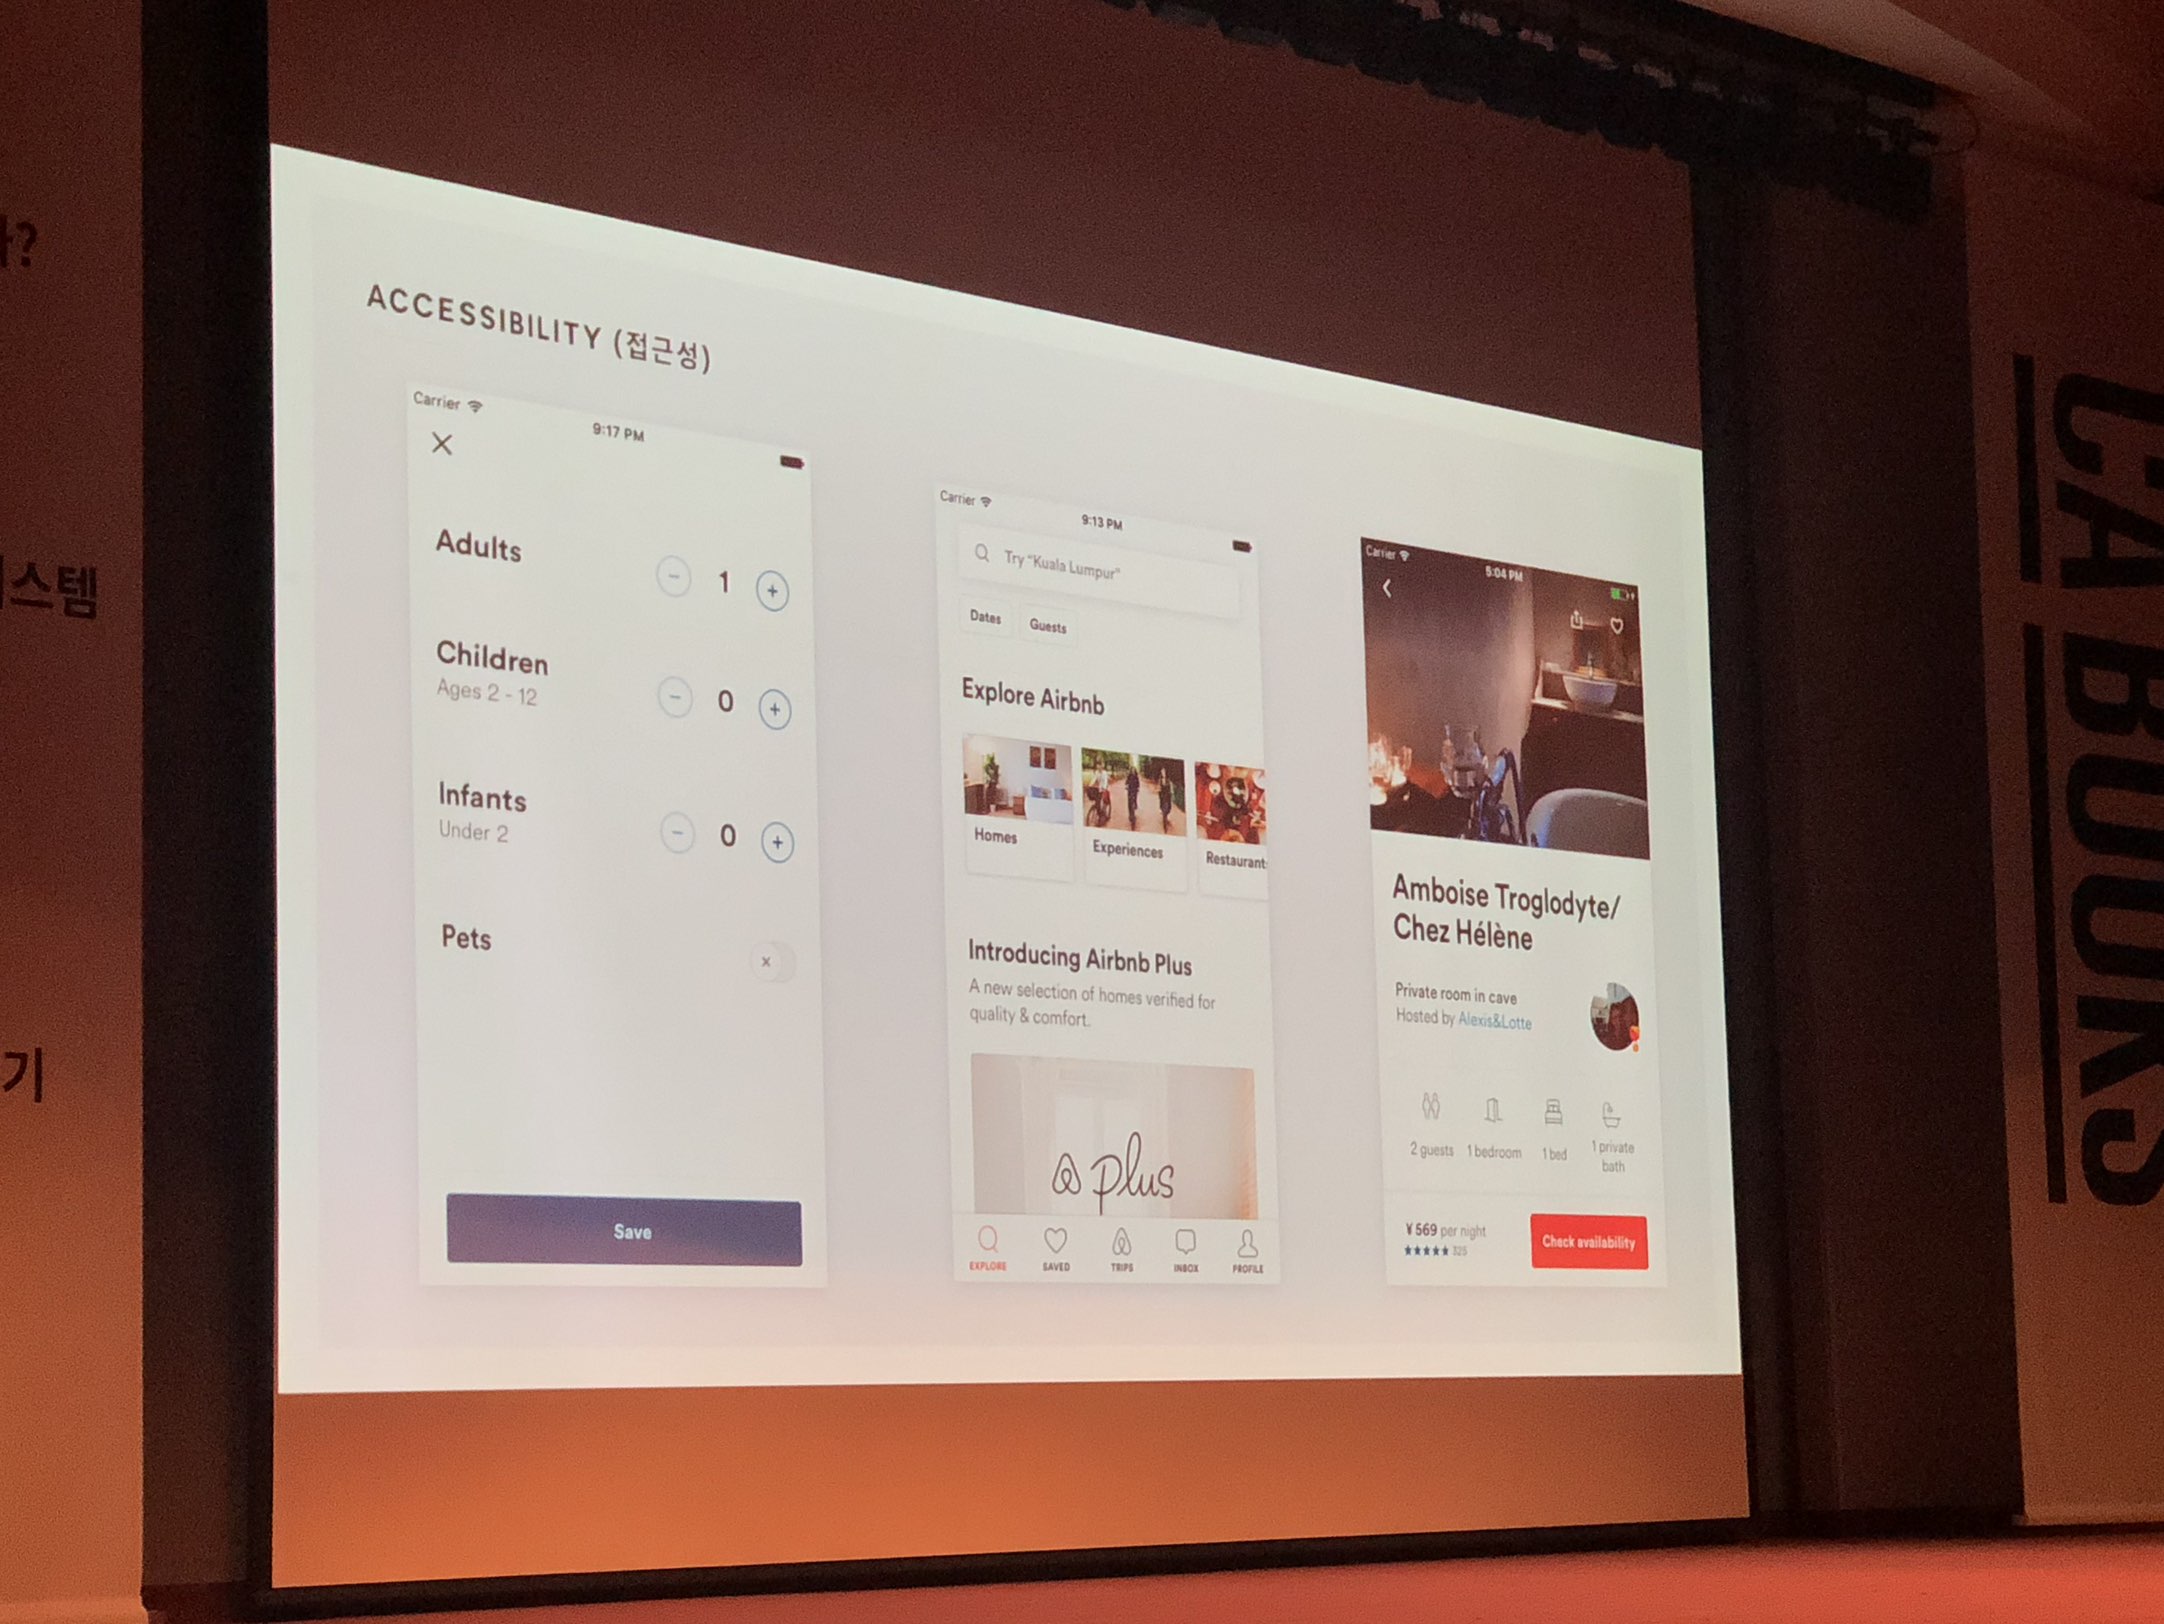 ACCESSIBILITY (접근성)
Carrier
9:17 PM
Adults
1
Children
Ages 2 - 12
0
Infants
Under 2
0
Pets
Save
Carrier
9:13 PM
Try "Kuala Lumpur"
Dates
Guests
Explore Airbnb
Homes
Experiences
Restaurant
Introducing Airbnb Plus
A new selection of homes verified for
quality & comfort.
plus
EXPLORE
SAVED
TRIPS
INBOX
PROFILE
Carrier
5:04 PM
Amboise Troglodyte/
Chez Hélène
Private room in cave
Hosted by Alexis&Lotte
2 guests
1 bedroom
1 bed
1 private
bath
¥ 569 per night
★★★★★ 325
Check availability
?
스템
기
CA BOOKS